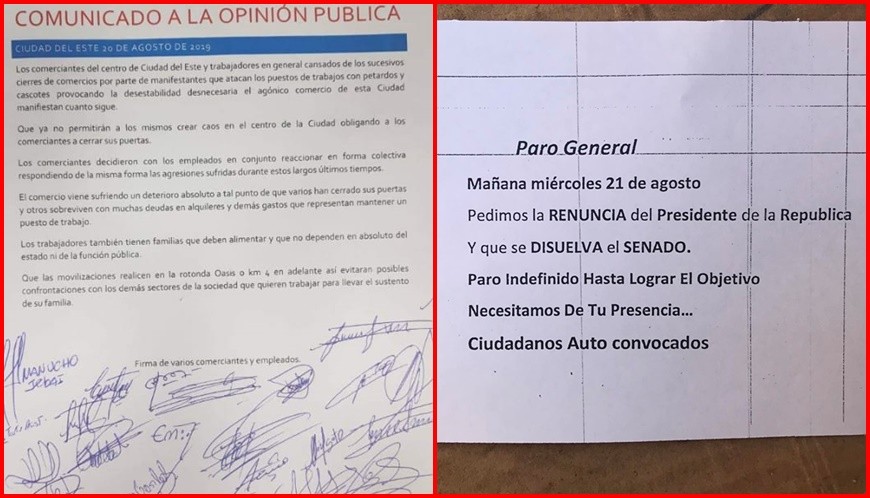 COMUNICADO A LA OPINIÓN PUBLICA
CIUDAD DEL ESTE 20 DE AGOSTO DE 2019
Los comerciantes del centro de Ciudad del Este y trabajadores en general cansados de los sucesivos
cierres de comercios por parte de manifestantes que atacan los puestos de trabajos con petardos y
cascotes provocando la desestabilidad desnecesaria el agónico comercio de esta Ciudad
manifiestan cuanto sigue.
Que ya no permitirán a los mismos crear caos en el centro de la Ciudad obligando a los
comerciantes a cerrar sus puertas.
Los comerciantes decidieron con los empleados en conjunto reaccionar en forma colectiva
respondiendo de la misma forma las agresiones sufridas durante estos largos últimos tiempos.
El comercio viene sufriendo un deterioro absoluto a tal punto de que varios han cerrado sus puertas
y otros sobreviven con muchas deudas en alquileres y demás gastos que representan mantener un
puesto de trabajo.
Los trabajadores también tienen familias que deben alimentar y que no dependen en absoluto del
estado ni de la función pública.
Que las movilizaciones realicen en la rotonda Oasis o km 4 en adelante así evitaran posibles
confrontaciones con los demás sectores de la sociedad que quieren trabajar para llevar el sustento
de su familia.
Firma de varios comerciantes y empleados.
MANUCHO
Paro General
Mañana miércoles 21 de agosto
Pedimos la RENUNCIA del Presidente de la Republica
Y que se DISUELVA el SENADO.
Paro Indefinido Hasta Lograr El Objetivo
Necesitamos De Tu Presencia...
Ciudadanos Auto convocados